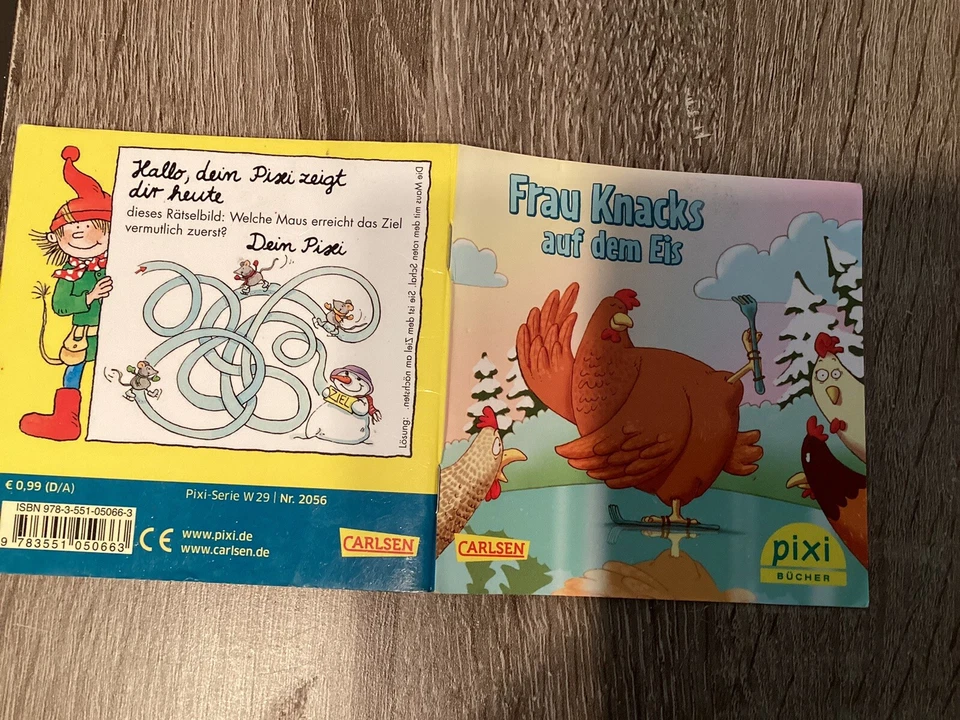 Hallo, dein Pixi zeigt
dir heute
dieses Rätselbild: Welche Maus erreicht das Ziel
vermutlich zuerst?
Dein Pixi
ZIEL
Lösung: Die Maus mit dem roten Schal. Sie ist dem Ziel am nächsten.
€ 0,99 (D/A)
Pixi-Serie W 29 | Nr. 2056
ISBN 978-3-551-05066-3
9 783551 050663
CE
www.pixi.de
www.carlsen.de
CARLSEN
Frau Knacks
auf dem Eis
CARLSEN
pixi
BÜCHER